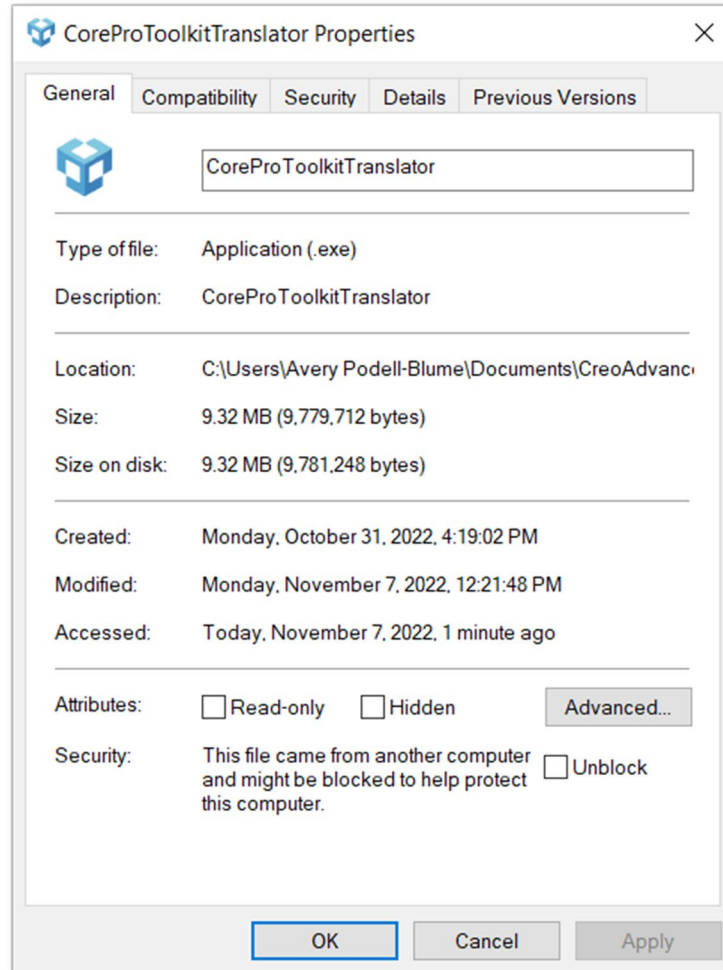 CoreProToolkitTranslator Properties
General Compatibility Security Details Previous Versions
CoreProToolkitTranslator
Type of file: Application (.exe)
Description: CoreProToolkitTranslator
Location: C:\Users\Avery Podell-Blume\Documents\CreoAdvance
Size: 9.32 MB (9,779,712 bytes)
Size on disk: 9.32 MB (9,781,248 bytes)
Created: Monday, October 31, 2022, 4:19:02 PM
Modified: Monday, November 7, 2022, 12:21:48 PM
Accessed: Today, November 7, 2022, 1 minute ago
Attributes: Read-only Hidden Advanced...
Security: This file came from another computer
and might be blocked to help protect
this computer.
Unblock
OK Cancel Apply